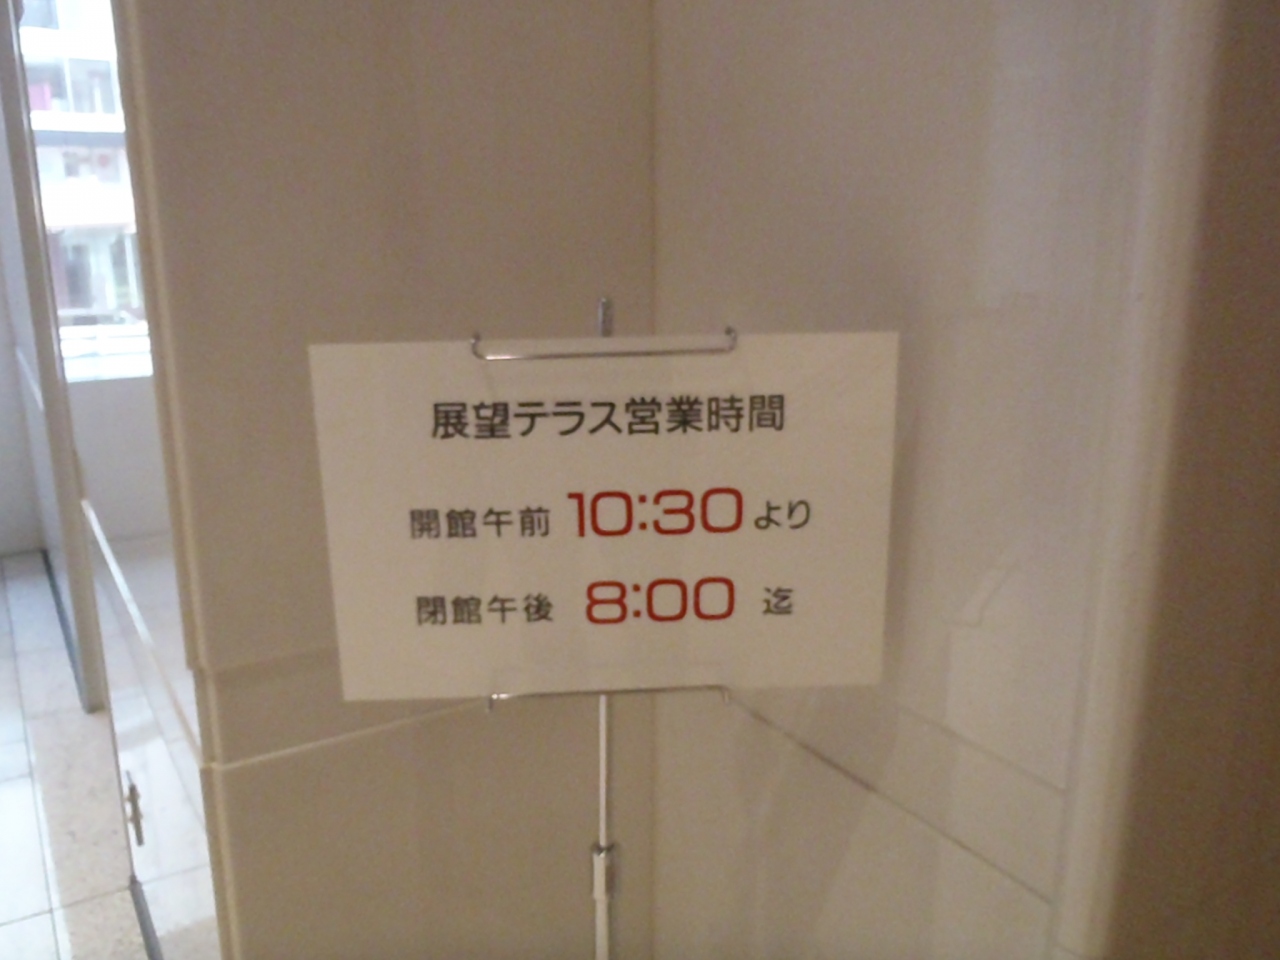 展望テラス営業時間
開館午前 10:30 より
閉館午後 8:00 迄